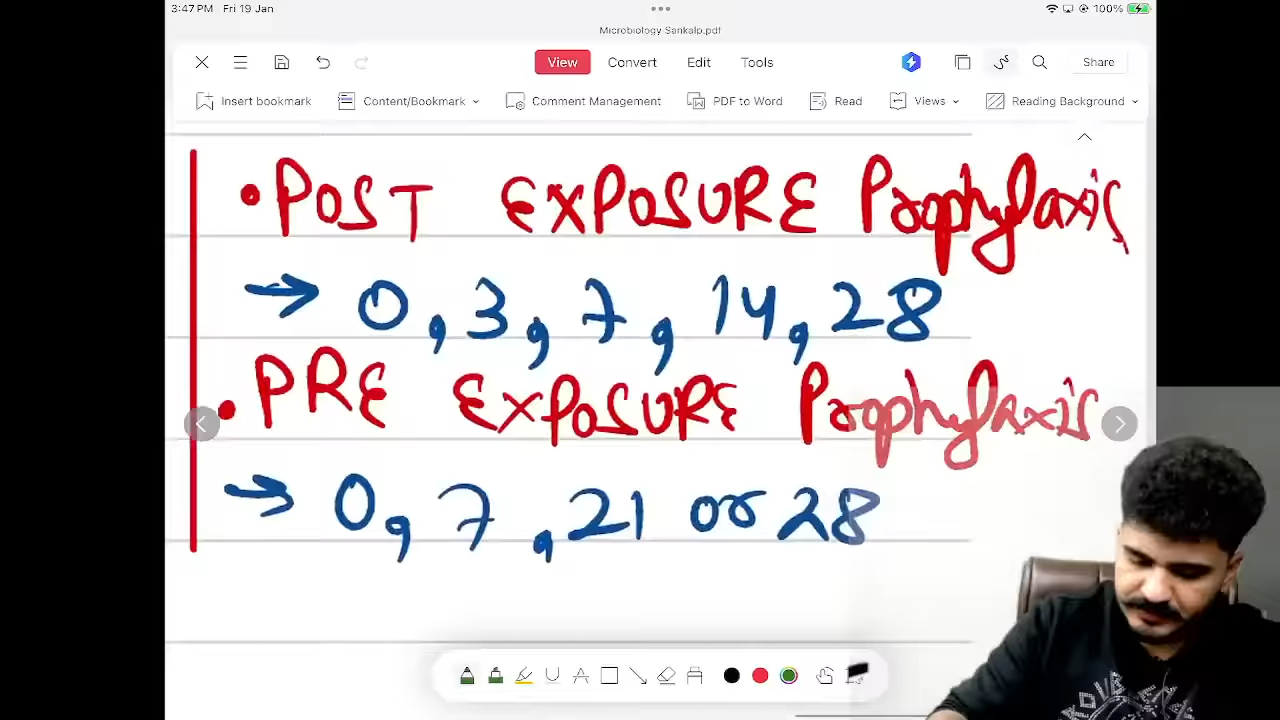 3:47 PM Fri 19 Jan
100%
Microbiology Sankalp.pdf
View Convert Edit Tools
Share
Insert bookmark Content/Bookmark Comment Management PDF to Word Read Views Reading Background
• POST EXPOSURE Prophylaxis
→ 0, 3, 7, 14, 28
• PRE EXPOSURE Prophylaxis
→ 0, 7, 21 or 28